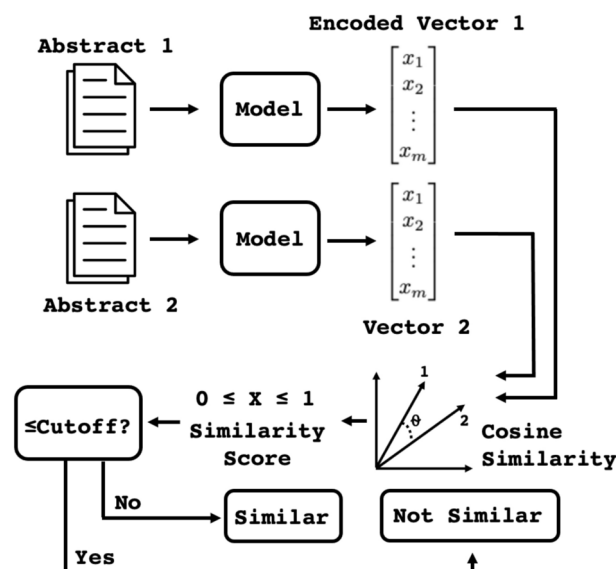 Encoded Vector 1
Abstract 1
Model
x1
x2
⋮
xm
Model
x1
x2
⋮
xm
Abstract 2
Vector 2
1
2
θ
0 ≤ X ≤ 1
Similarity
Score
≤Cutoff?
Cosine
Similarity
No
Similar
Not Similar
Yes